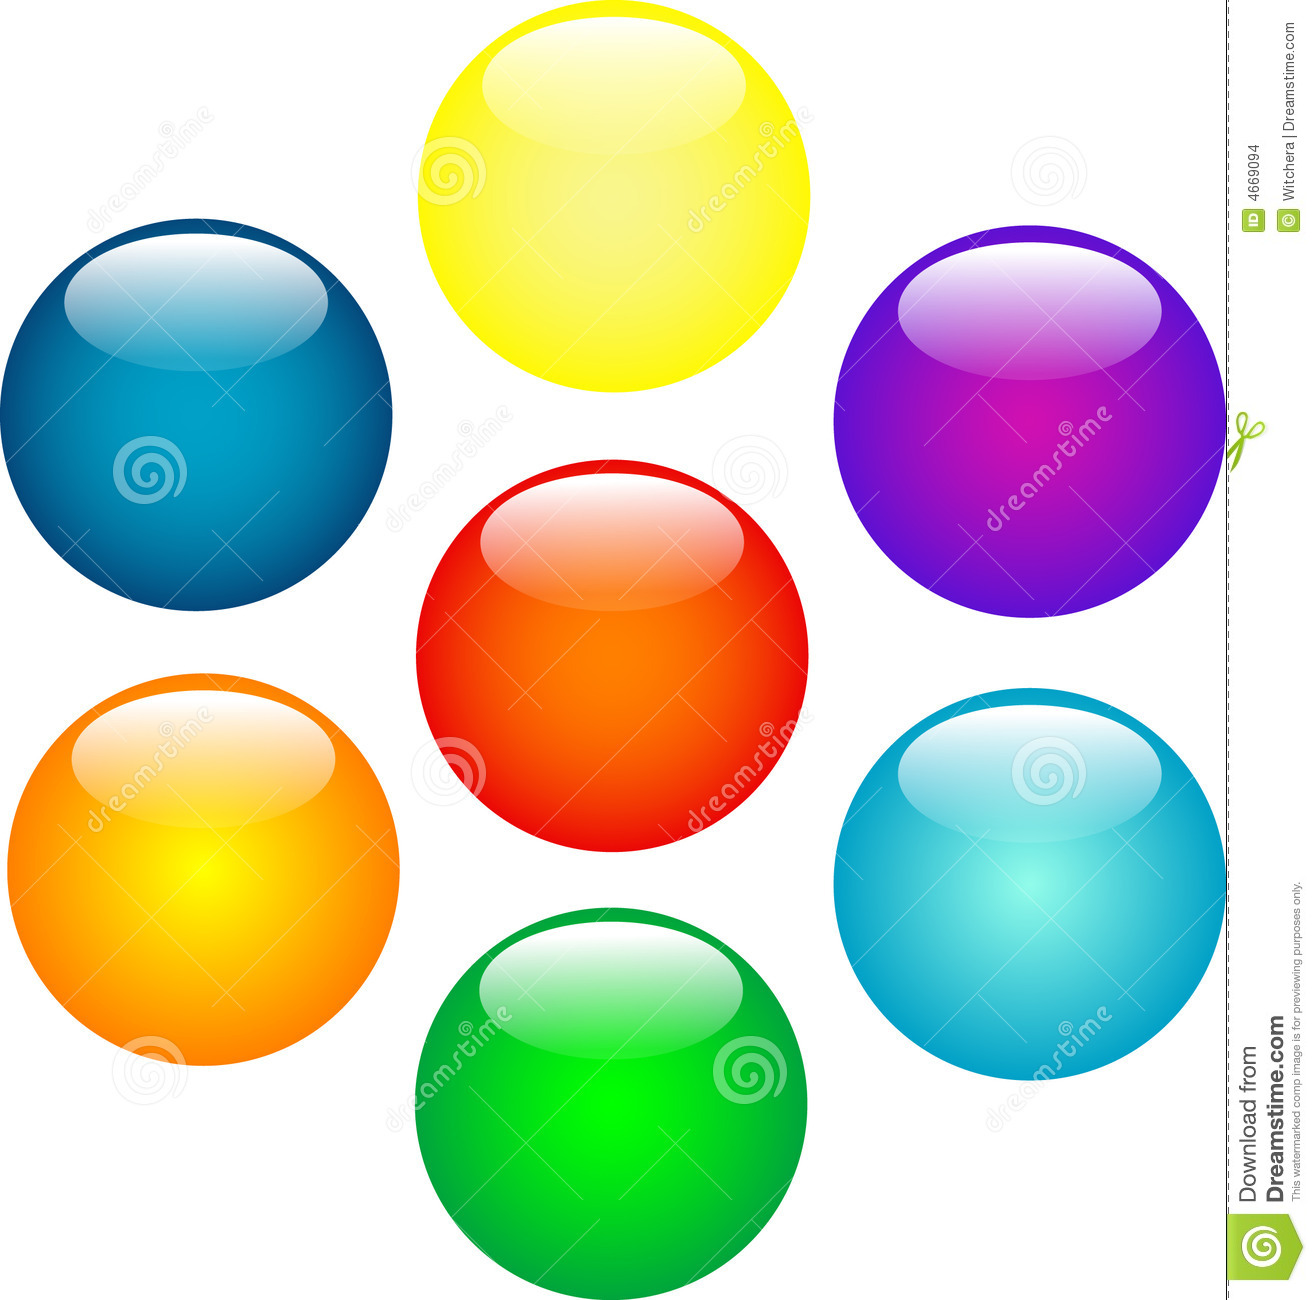 dreamstime
dreamstime
dreamstime
dreamstime
dreamstime
dreamstime
dreamstime
dreamstime
ID 4669094
© Witchera | Dreamstime.com
Download from
Dreamstime.com
This watermarked comp image is for previewing purposes only.